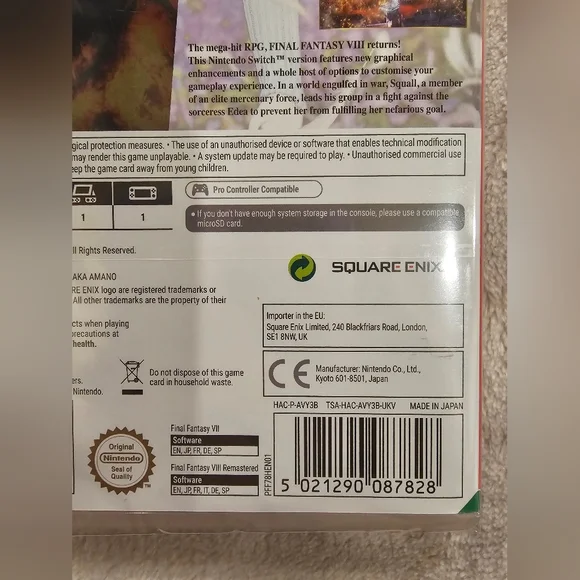 The mega-hit RPG, FINAL FANTASY VIII returns!
This Nintendo Switch™ version features new graphical
enhancements and a whole host of options to customise your
gameplay experience. In a world engulfed in war, Squall, a member
of an elite mercenary force, leads his group in a fight against the
sorceress Edea to prevent her from fulfilling her nefarious goal.
gical protection measures. • The use of an unauthorised device or software that enables technical modification
may render this game unplayable. • A system update may be required to play. • Unauthorised commercial use
eep the game card away from young children.
Pro Controller Compatible
1 1
• If you don't have enough system storage in the console, please use a compatible
microSD card.
ll Rights Reserved.
AKA AMANO
RE ENIX logo are registered trademarks or
All other trademarks are the property of their
SQUARE ENIX
Importer in the EU:
Square Enix Limited, 240 Blackfriars Road, London,
SE1 8NW, UK
cts when playing
precautions at
health.
ers.
Nintendo.
Do not dispose of this game
card in household waste.
CE
Manufacturer: Nintendo Co., Ltd.,
Kyoto 601-8501, Japan
HAC-P-AVY3B TSA-HAC-AVY3B-UKV MADE IN JAPAN
Original
Nintendo
Seal of
Quality
TM
Final Fantasy VII
Software
EN, JP, FR, DE, SP
Final Fantasy VIII Remastered
Software
EN, JP, FR, IT, DE, SP
PFF78HEN01
5 021290 087828